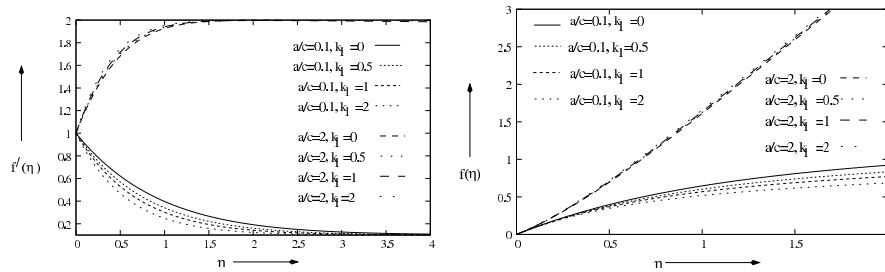 2
1.8
1.6
1.4
1.2
1
0.8
0.6
0.4
0.2
f/(η)
a/c=0.1, k1=0
a/c=0.1, k1=0.5
a/c=0.1, k1=1
a/c=0.1, k1=2
a/c=2, k1=0
a/c=2, k1=0.5
a/c=2, k1=1
a/c=2, k1=2
0 0.5 1 1.5 2 2.5 3 3.5 4
η
3
2.5
2
1.5
1
0.5
0
f(η)
a/c=0.1, k1=0
a/c=0.1, k1=0.5
a/c=0.1, k1=1
a/c=0.1, k1=2
a/c=2, k1=0
a/c=2, k1=0.5
a/c=2, k1=1
a/c=2, k1=2
0 0.5 1 1.5
η